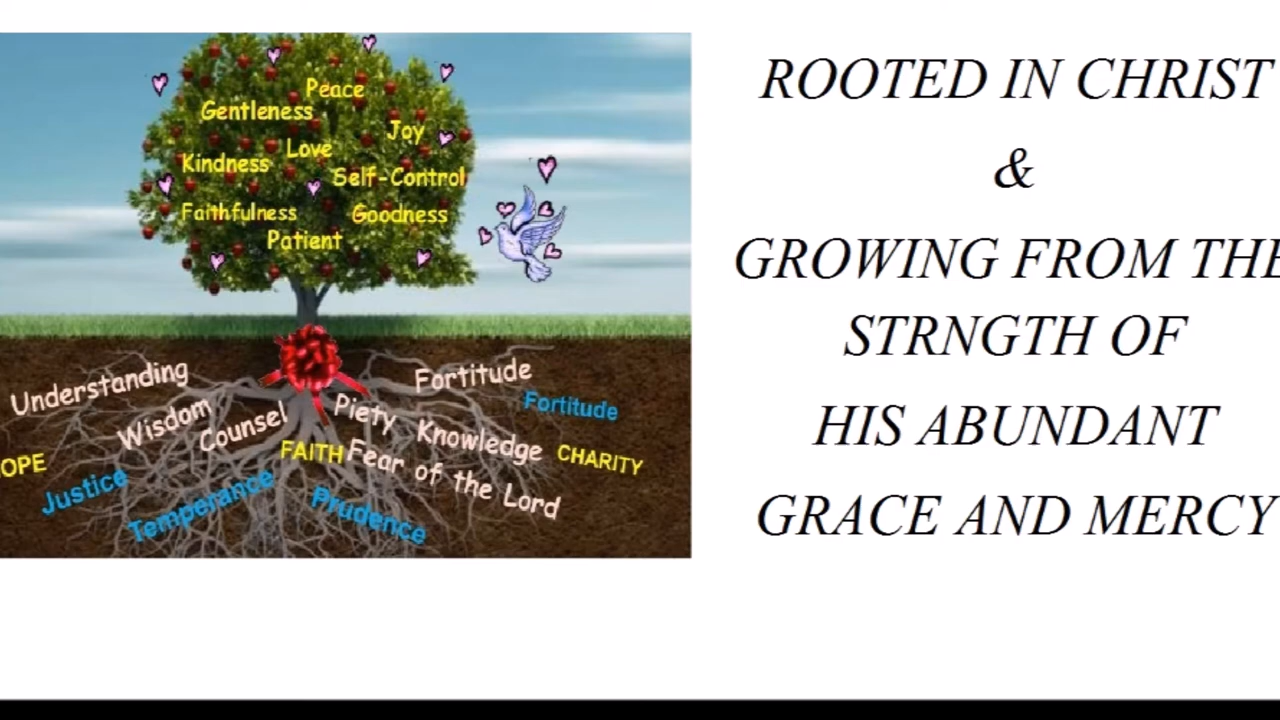 Peace
Gentleness
Joy
Love
Kindness
Self-Control
Faithfulness
Goodness
Patient
Understanding
Fortitude
Fortitude
Wisdom
Counsel
Piety
Knowledge
FAITH
Fear of the Lord
CHARITY
OPE
Justice
Temperance
Prudence
ROOTED IN CHRIST
&
GROWING FROM THE
STRNGTH OF
HIS ABUNDANT
GRACE AND MERCY